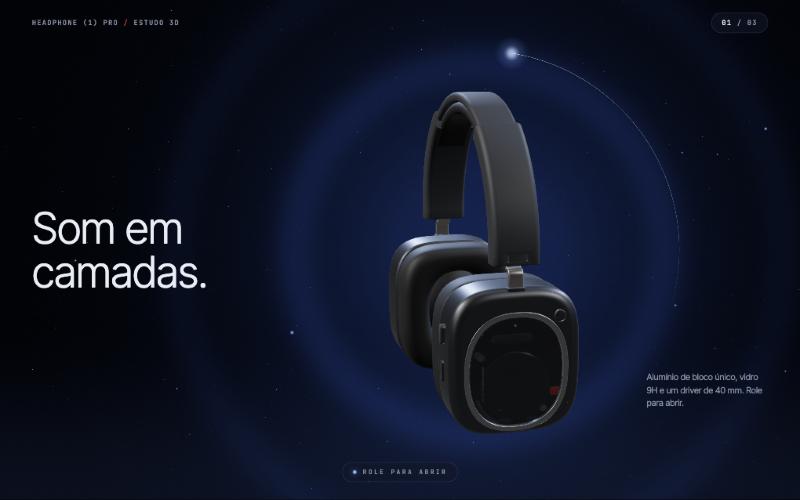 HEADPHONE (1) PRO / ESTUDO 3D
01 / 03
Som em
camadas.
Alumínio de bloco único, vidro
9H e um driver de 40 mm. Role
para abrir.
ROLE PARA ABRIR